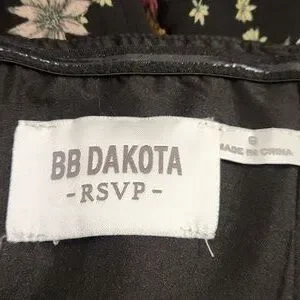 BB DAKOTA
-RSVP-
6
MADE IN CHINA